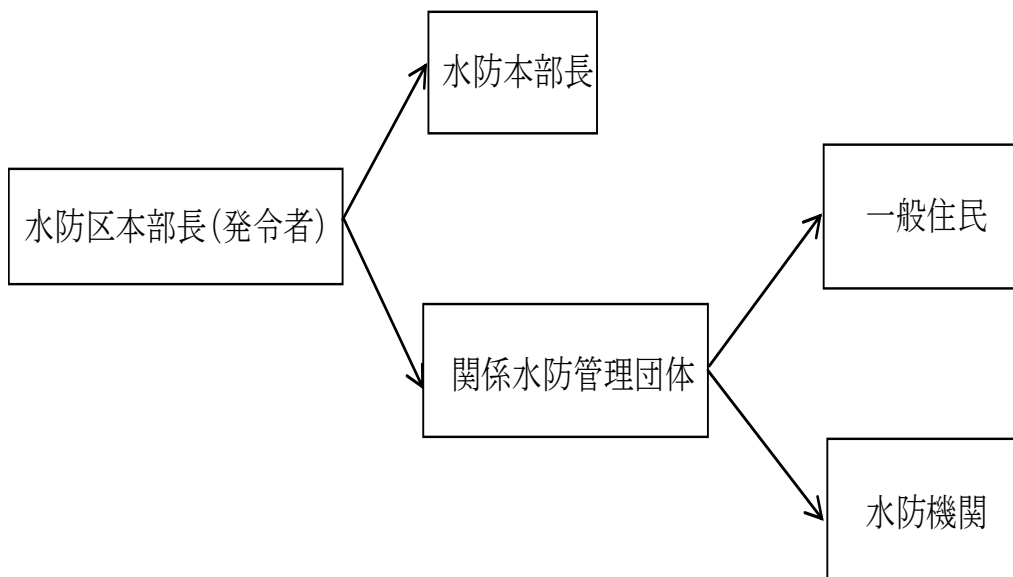 水防本部長
水防区本部長(発令者)
一般住民
関係水防管理団体
水防機関